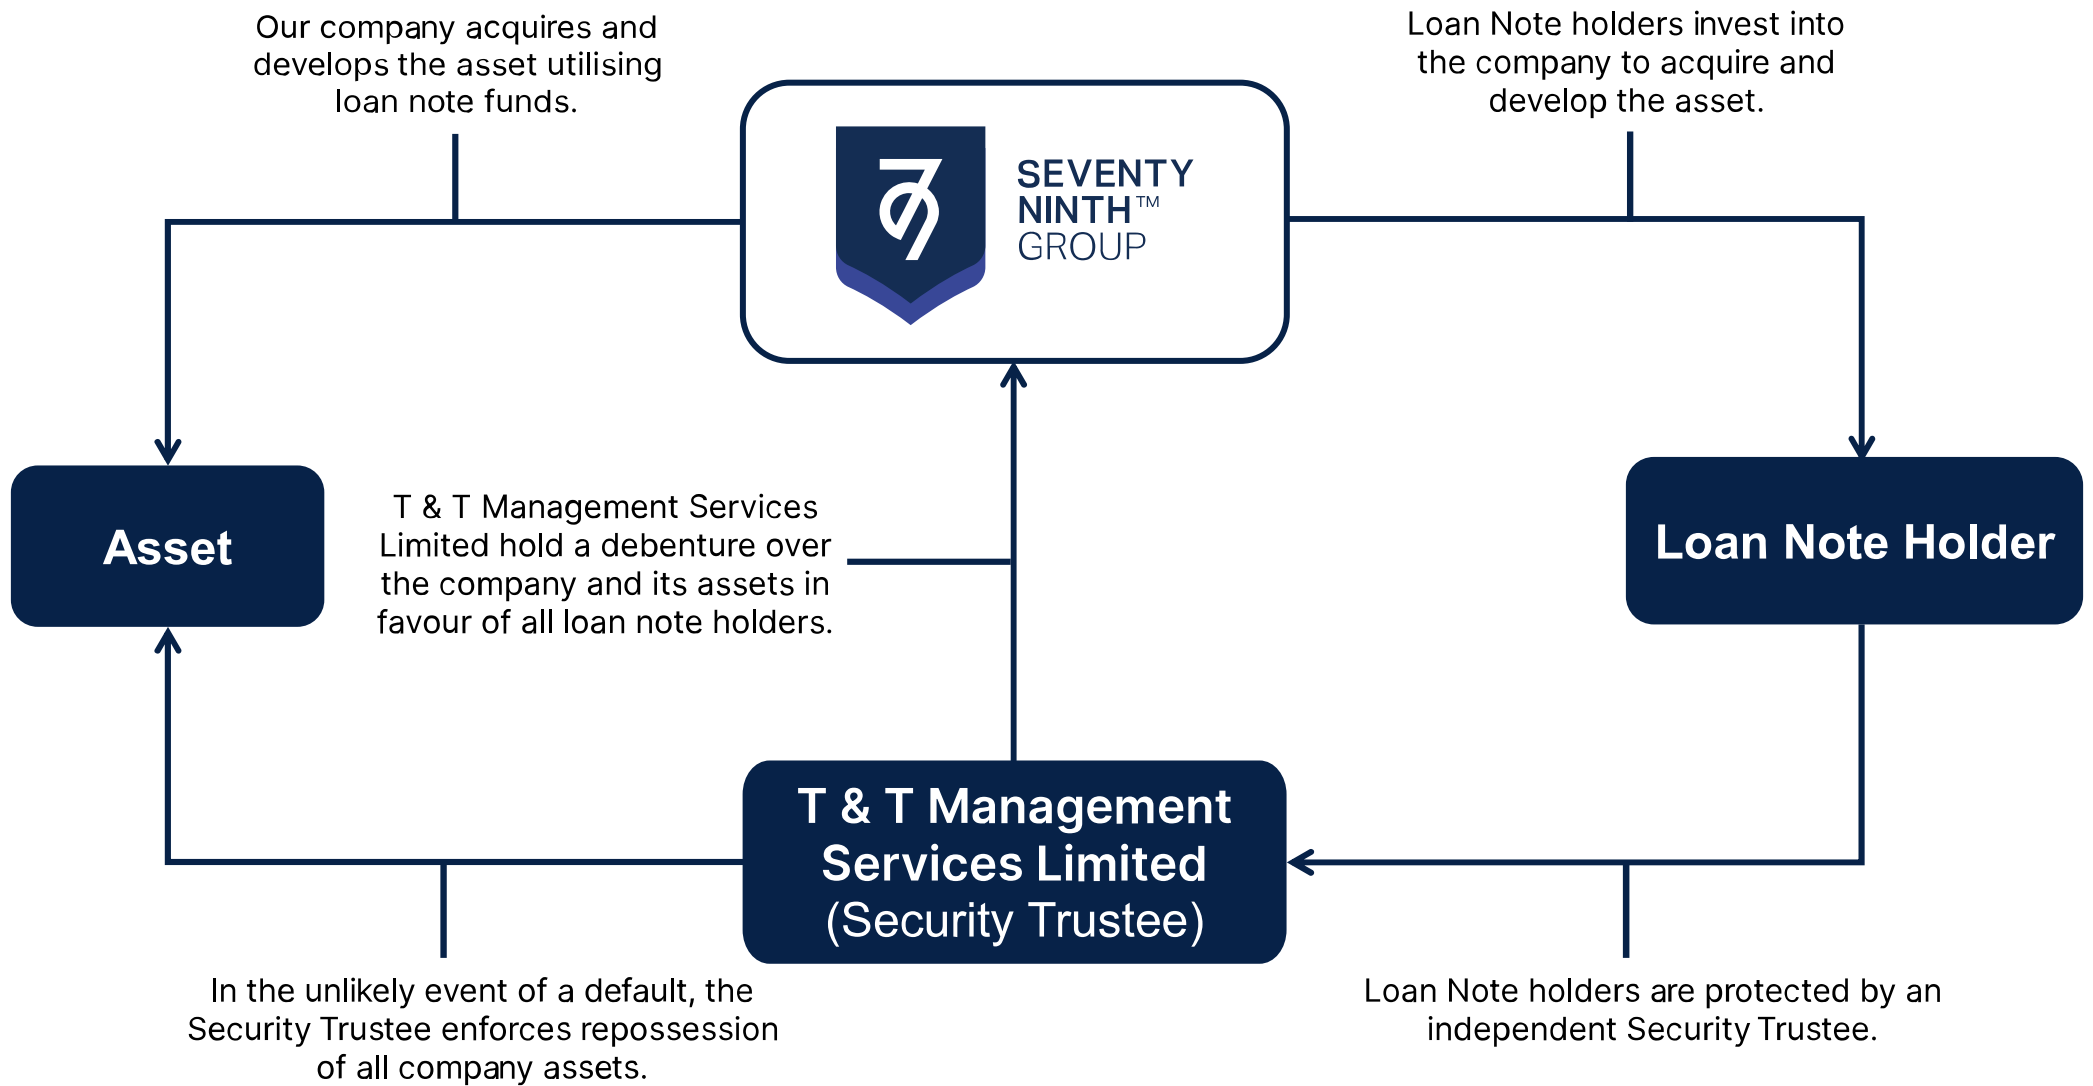 Our company acquires and
develops the asset utilising
loan note funds.
Loan Note holders invest into
the company to acquire and
develop the asset.
79
SEVENTY
NINTH™
GROUP
Asset
T & T Management Services
Limited hold a debenture over
the company and its assets in
favour of all loan note holders.
Loan Note Holder
T & T Management
Services Limited
(Security Trustee)
In the unlikely event of a default, the
Security Trustee enforces repossession
of all company assets.
Loan Note holders are protected by an
independent Security Trustee.